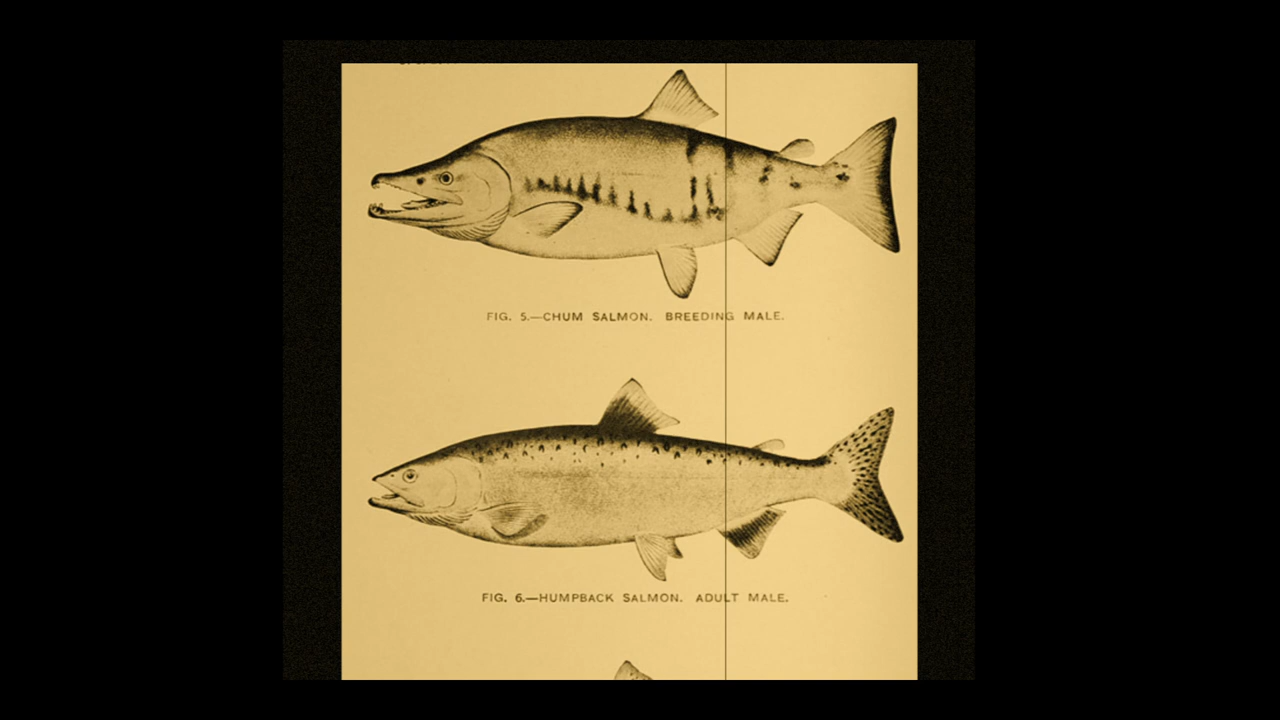 FIG. 5.—CHUM SALMON. BREEDING MALE.
FIG. 6.—HUMPBACK SALMON. ADULT MALE.